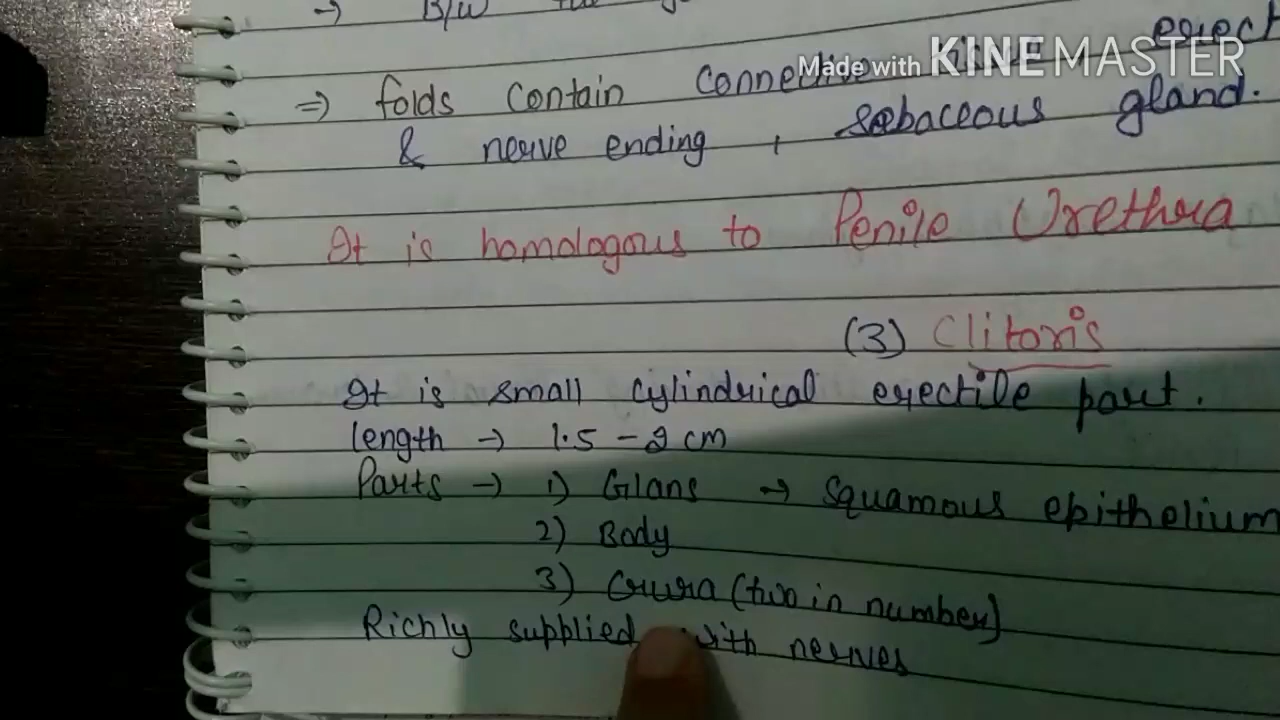 → B/W the
⇒ folds contain connective erect
& nerve ending + sebaceous gland.
Made with KINEMASTER
It is homologous to Penile Urethra
(3) Clitoris
It is small cylindrical erectile part.
length → 1.5 - 2 cm
Parts → 1) Glans → squamous epithelium
2) Body
3) Crura (two in number)
Richly supplied with nerves